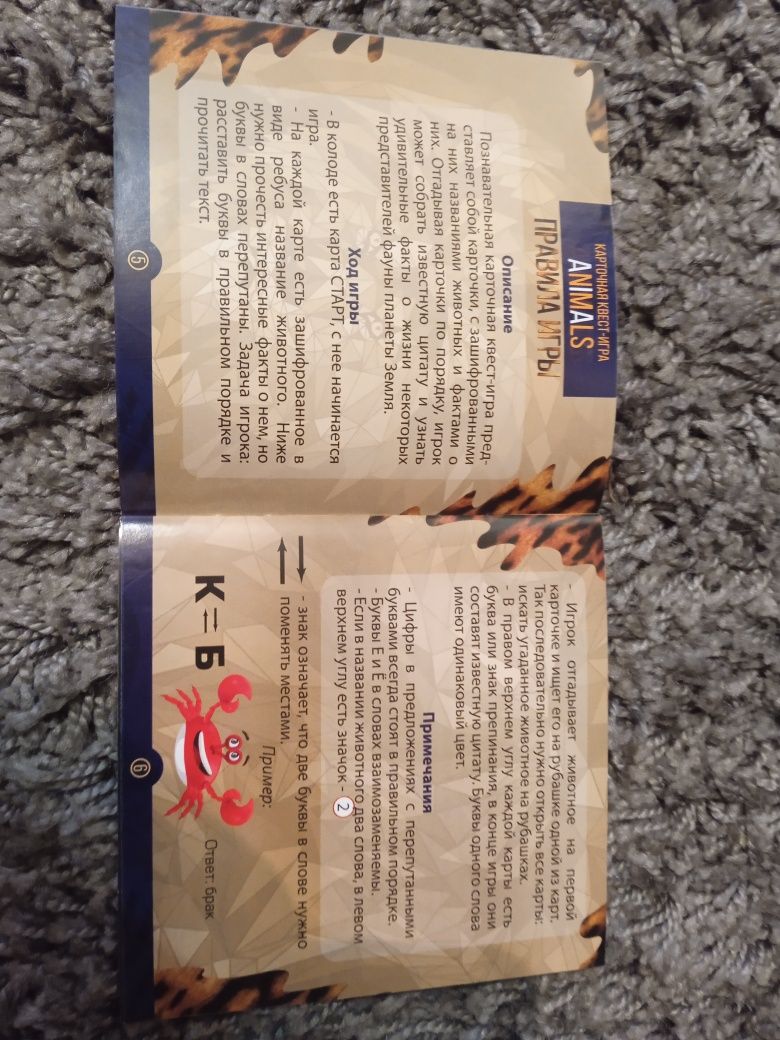 КАРТОЧНАЯ КВЕСТ-ИГРА
ANIMALS
ПРАВИЛА ИГРЫ
Описание
Познавательная карточная квест-игра пред-
ставляет собой карточки, с зашифрованными
на них названиями животных и фактами о
них. Отгадывая карточки по порядку, игрок
может собрать известную цитату и узнать
удивительные факты о жизни некоторых
представителей фауны планеты Земля.
Ход игры
- В колоде есть карта СТАРТ, с нее начинается
игра.
- На каждой карте есть зашифрованное в
виде ребуса название животного. Ниже
нужно прочесть интересные факты о нем, но
буквы в словах перепутаны. Задача игрока:
расставить буквы в правильном порядке и
прочитать текст.
5
- Игрок отгадывает животное на первой
карточке и ищет его на рубашке одной из карт.
Так последовательно нужно открыть все карты:
искать угаданное животное на рубашках.
- В правом верхнем углу каждой карты есть
буква или знак препинания, в конце игры они
составят известную цитату. Буквы одного слова
имеют одинаковый цвет.
Примечания
- Цифры в предложениях с перепутанными
буквами всегда стоят в правильном порядке.
- Буквы Е и Ё в словах взаимозаменяемы.
- Если в названии животного два слова, в левом
верхнем углу есть значок - 2
- знак означает, что две буквы в слове нужно
поменять местами.
Пример:
К ⇄ Б
Ответ: брак
6